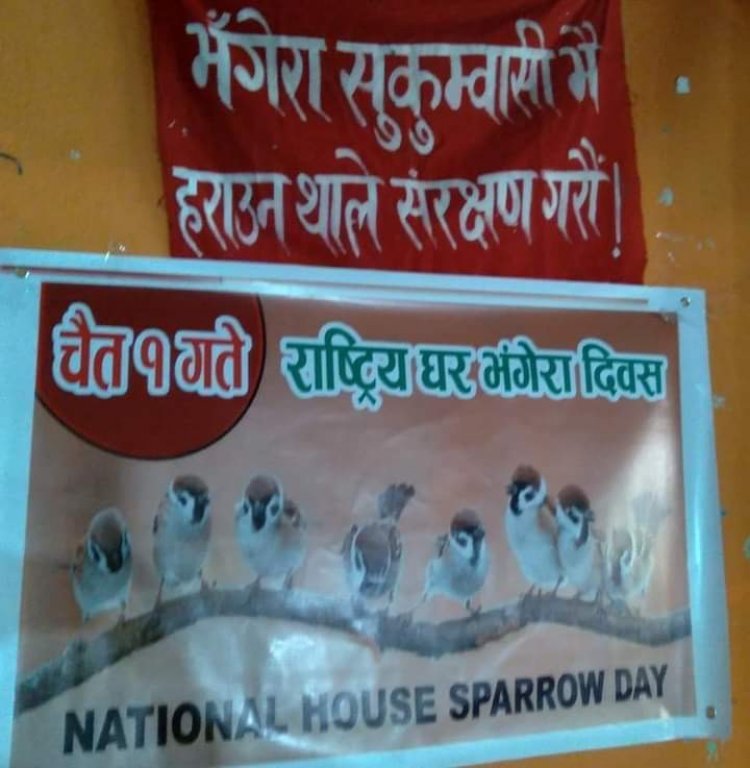 भँगेरा सुकुम्वासी भै
हराउन थाले संरक्षण गरौं!
चैत १ गते
राष्ट्रिय घर भंगेरा दिवस
NATIONAL HOUSE SPARROW DAY